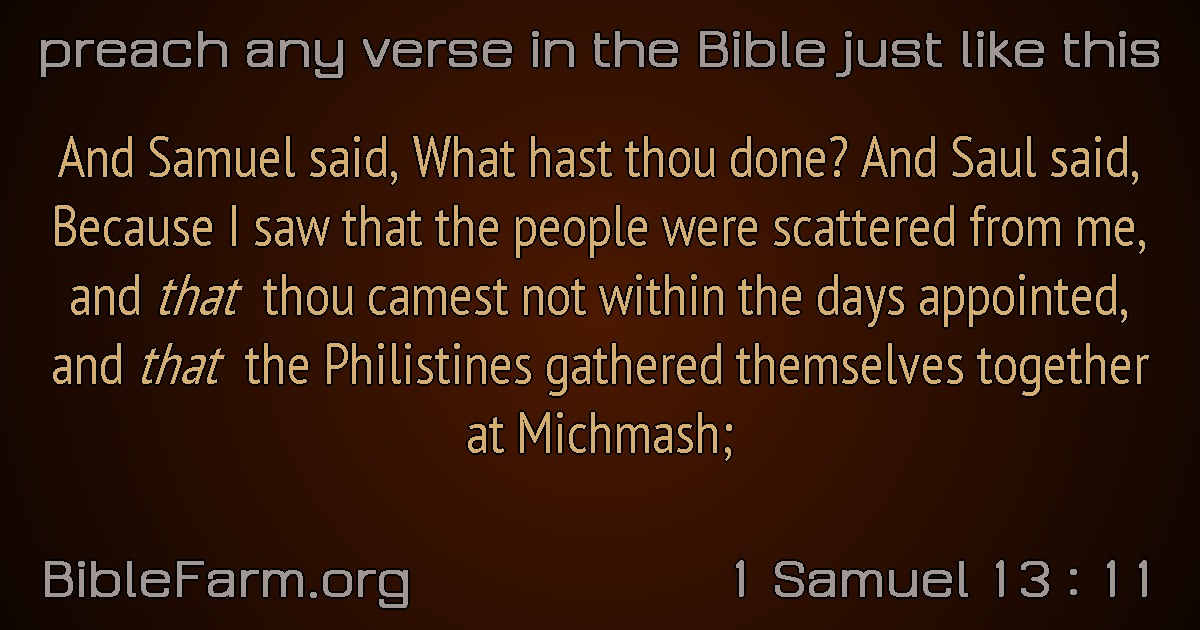 preach any verse in the Bible just like this
And Samuel said, What hast thou done? And Saul said,
Because I saw that the people were scattered from me,
and that thou camest not within the days appointed,
and that the Philistines gathered themselves together
at Michmash;
BibleFarm.org
1 Samuel 13 : 11